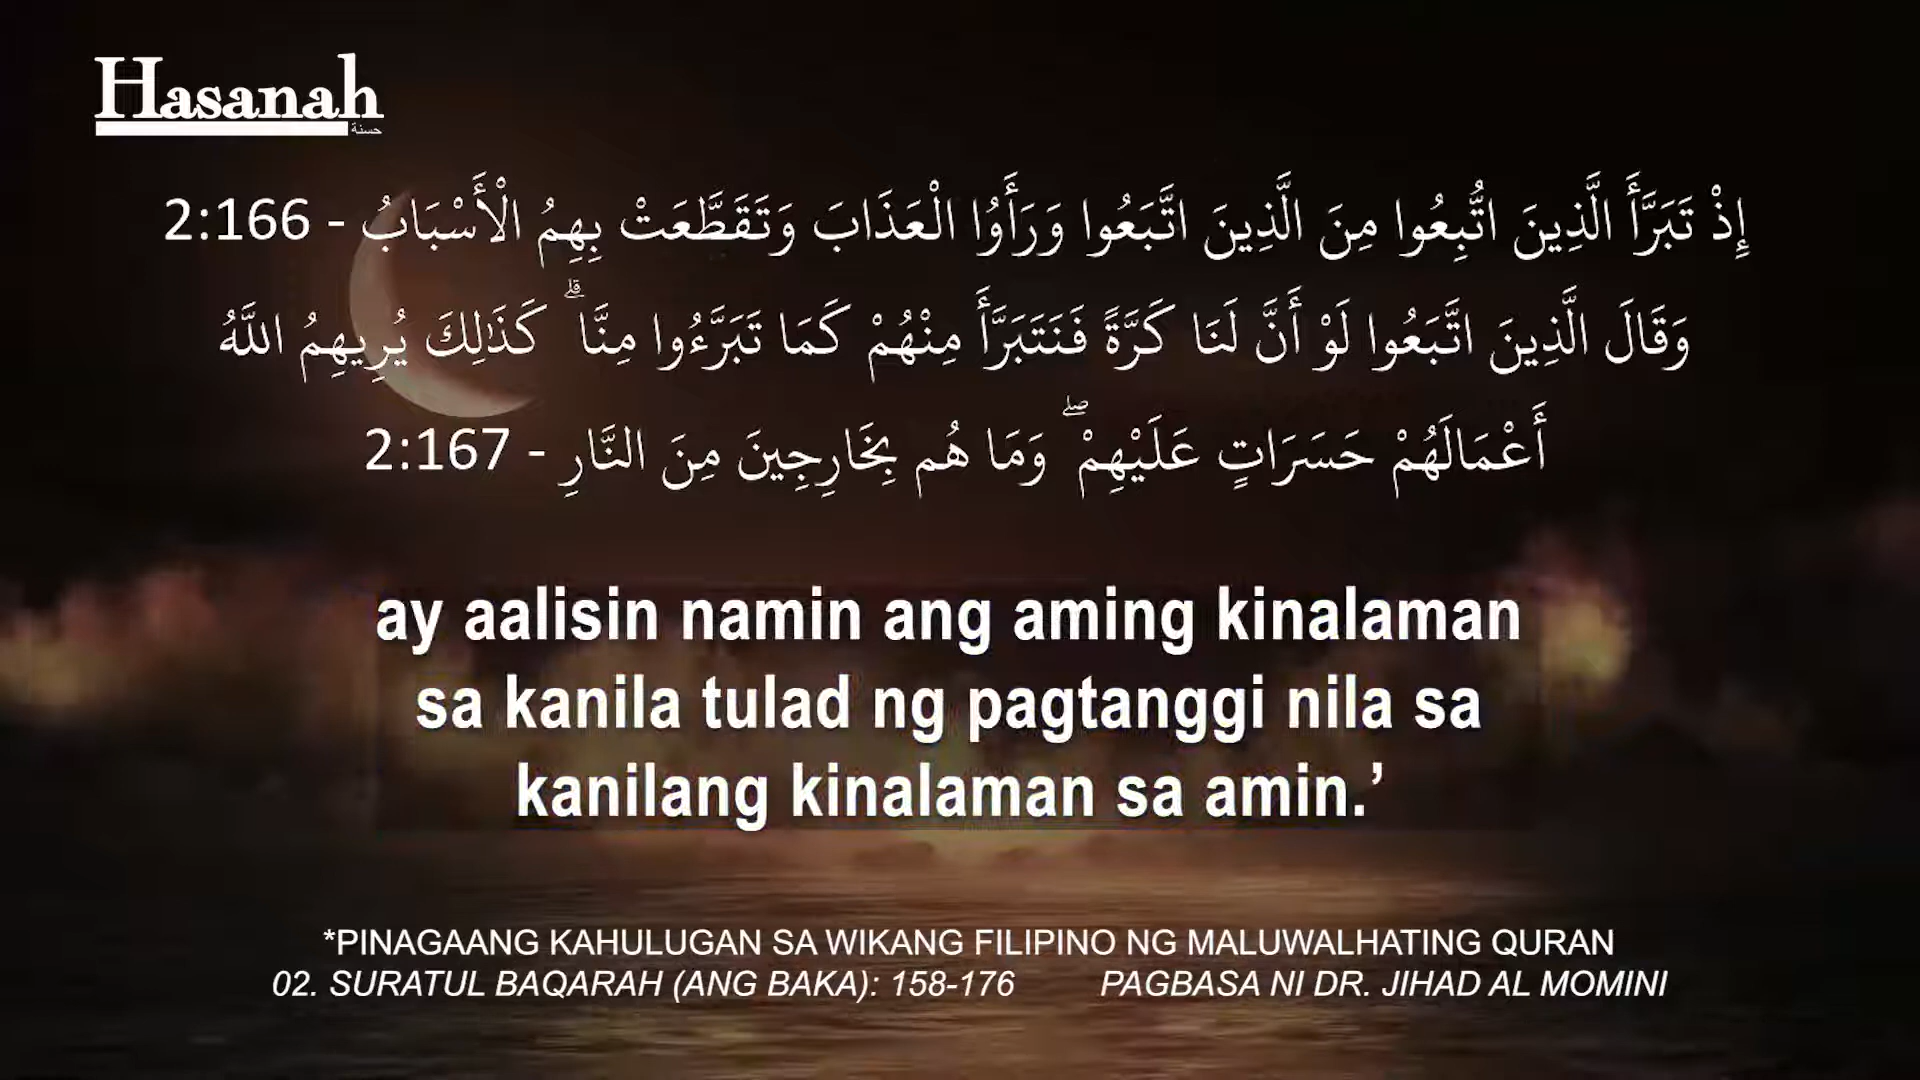 Hasanah
حسنة
إِذْ تَبَرَّأَ الَّذِينَ اتُّبِعُوا مِنَ الَّذِينَ اتَّبَعُوا وَرَأَوُا الْعَذَابَ وَتَقَطَّعَتْ بِهِمُ الْأَسْبَابُ - 2:166
وَقَالَ الَّذِينَ اتَّبَعُوا لَوْ أَنَّ لَنَا كَرَّةً فَنَتَبَرَّأَ مِنْهُمْ كَمَا تَبَرَّءُوا مِنَّا ۗ كَذَٰلِكَ يُرِيهِمُ اللَّهُ
أَعْمَالَهُمْ حَسَرَاتٍ عَلَيْهِمْ ۖ وَمَا هُم بِخَارِجِينَ مِنَ النَّارِ - 2:167
ay aalisin namin ang aming kinalaman
sa kanila tulad ng pagtanggi nila sa
kanilang kinalaman sa amin.’
*PINAGAANG KAHULUGAN SA WIKANG FILIPINO NG MALUWALHATING QURAN
02. SURATUL BAQARAH (ANG BAKA): 158-176 PAGBASA NI DR. JIHAD AL MOMINI